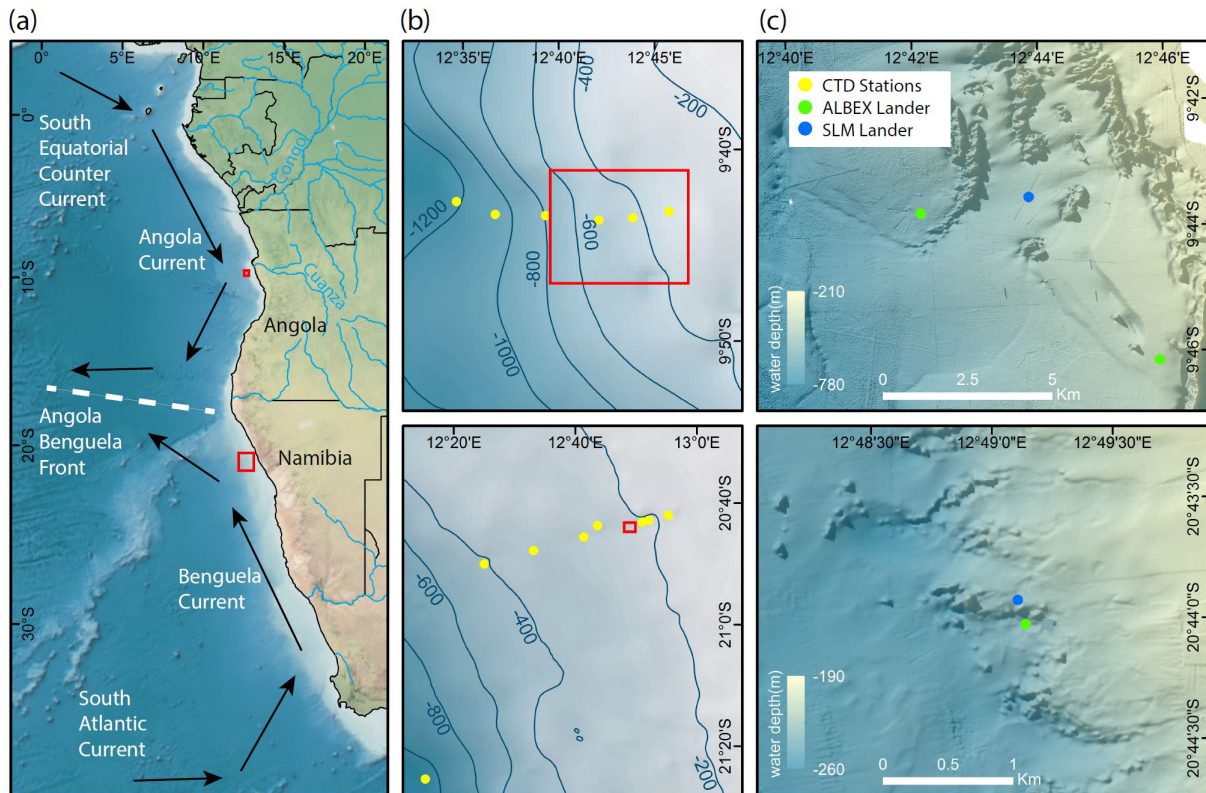 (a)
(b)
(c)
0°
5°E
10°E
15°E
20°E
0°
10°S
20°S
30°S
South
Equatorial
Counter
Current
Congo
Angola
Current
Cuanza
Angola
Angola
Benguela
Front
Namibia
Benguela
Current
South
Atlantic
Current
12°35'E
12°40'E
12°45'E
-400
-200
9°40'S
-1200
-800
-600
-1000
9°50'S
12°40'E
12°42'E
12°44'E
12°46'E
CTD Stations
ALBEX Lander
SLM Lander
9°42'S
9°44'S
9°46'S
water depth(m)
-210
-780
0
2.5
5
Km
12°20'E
12°40'E
13°0'E
20°40'S
-600
-400
21°0'S
-800
-200
21°20'S
12°48'30"E
12°49'0"E
12°49'30"E
20°43'30"S
20°44'0"S
20°44'30"S
water depth(m)
-190
-260
0
0.5
1
Km